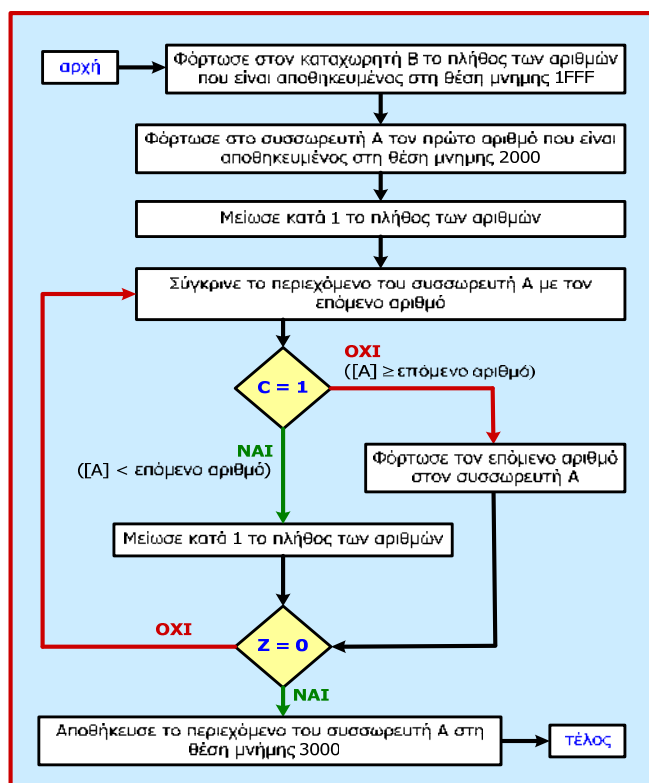 αρχή
Φόρτωσε στον καταχωρητή Β το πλήθος των αριθμών
που είναι αποθηκευμένος στη θέση μνημης 1FFF
Φόρτωσε στο συσσωρευτή Α τον πρώτο αριθμό που είναι
αποθηκευμένος στη θέση μνημης 2000
Μείωσε κατά 1 το πλήθος των αριθμών
Σύγκρινε το περιεχόμενο του συσσωρευτή Α με τον
επόμενο αριθμό
C = 1
ΟΧΙ
([A] ≥ επόμενο αριθμό)
ΝΑΙ
([A] < επόμενο αριθμό)
Φόρτωσε τον επόμενο αριθμό
στον συσσωρευτή Α
Μείωσε κατά 1 το πλήθος των αριθμών
ΟΧΙ
Z = 0
ΝΑΙ
Αποθήκευσε το περιεχόμενο του συσσωρευτή Α στη
θέση μνήμης 3000
τέλος